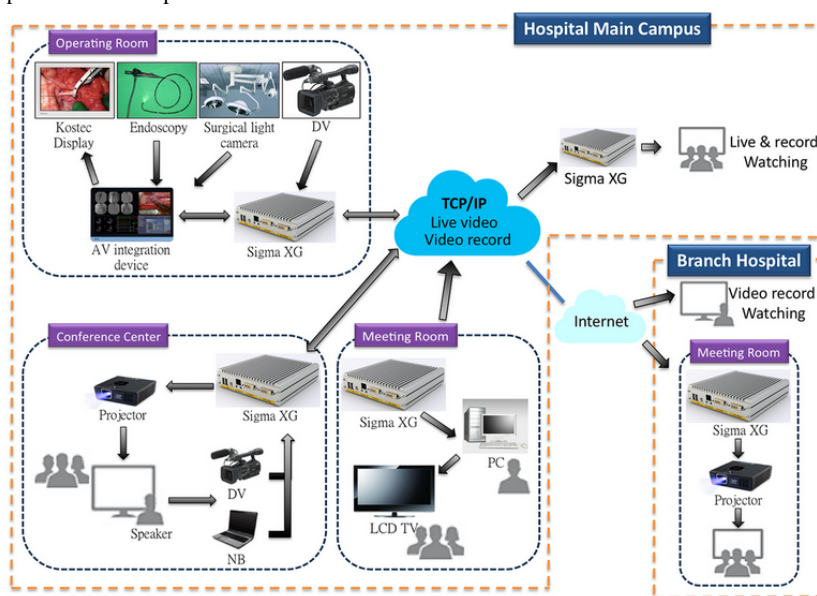 Hospital Main Campus
Operating Room
Kostec
Display
Endoscopy
Surgical light
camera
DV
AV integration
device
Sigma XG
TCP/IP
Live video
Video record
Sigma XG
Live & record
Watching
Branch Hospital
Internet
Video record
Watching
Conference Center
Projector
Sigma XG
Speaker
DV
NB
Meeting Room
Sigma XG
PC
LCD TV
Meeting Room
Sigma XG
Projector